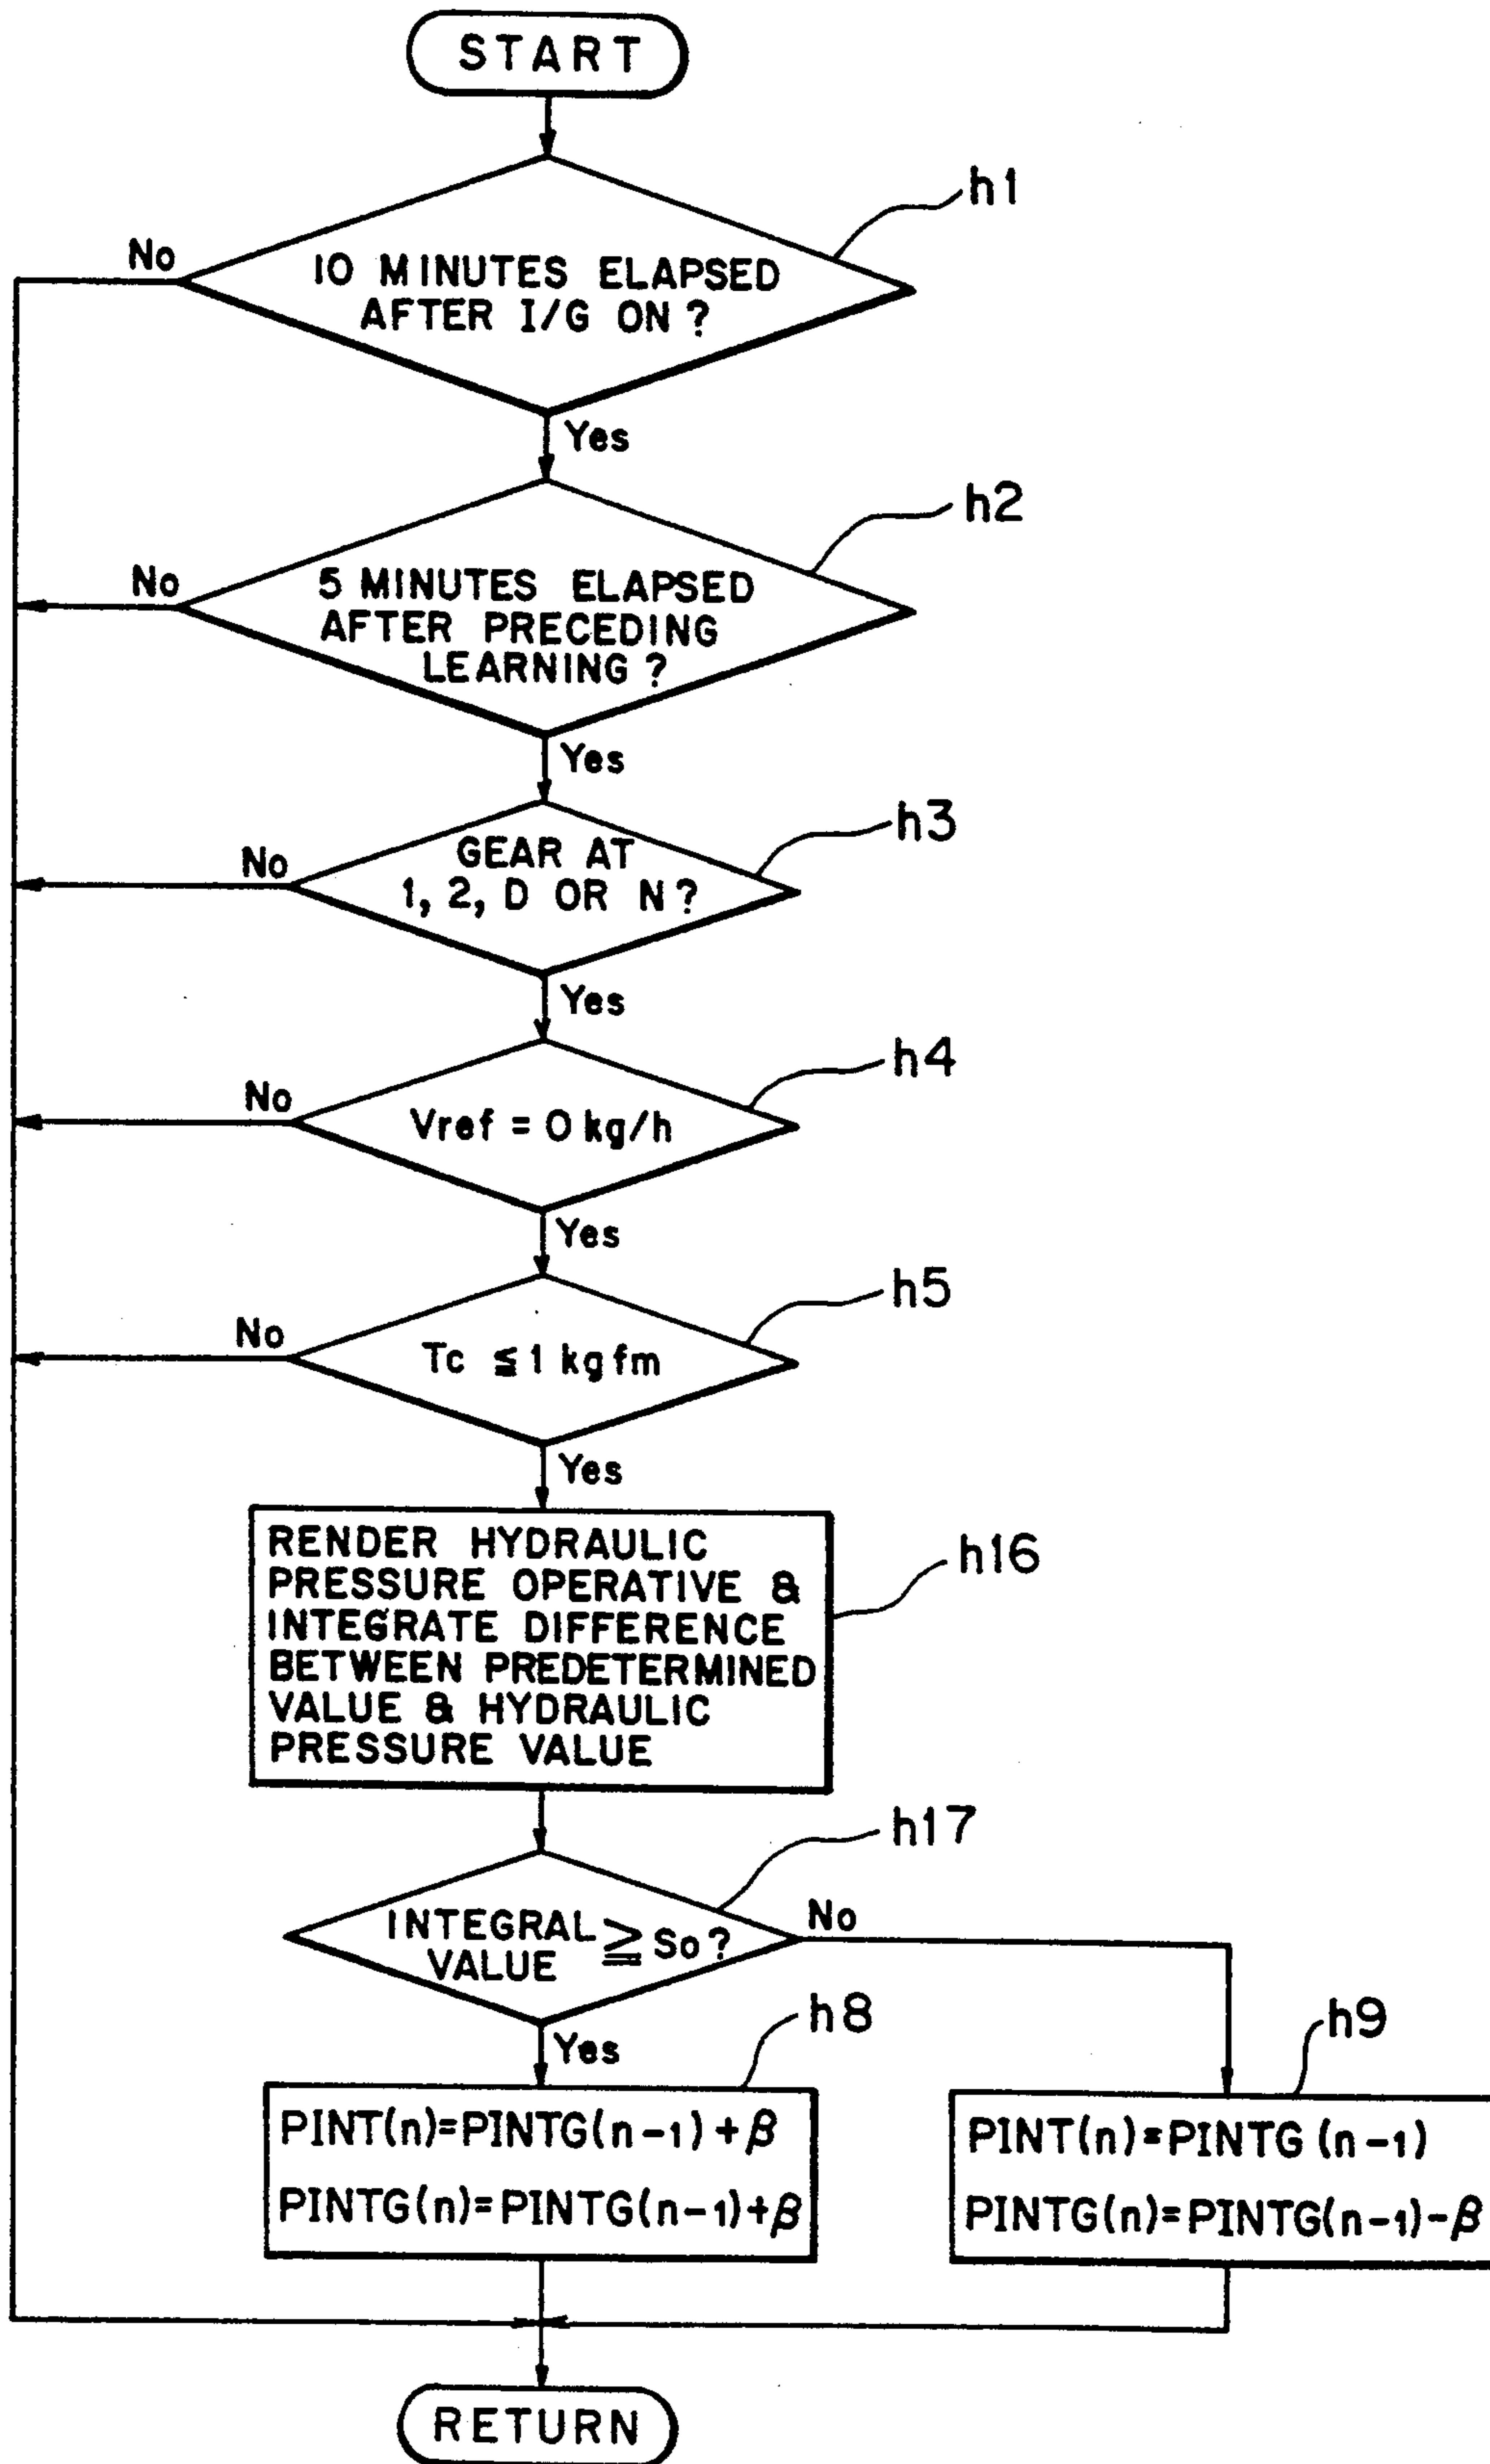 START
h1
No
10 MINUTES ELAPSED
AFTER I/G ON ?
Yes
h2
No
5 MINUTES ELAPSED
AFTER PRECEDING
LEARNING ?
Yes
h3
No
GEAR AT
1, 2, D OR N ?
Yes
h4
No
Vref = 0 kg/h
Yes
h5
No
Tc ≦ 1 kgfm
Yes
RENDER HYDRAULIC
PRESSURE OPERATIVE &
INTEGRATE DIFFERENCE
BETWEEN PREDETERMINED
VALUE & HYDRAULIC
PRESSURE VALUE
h16
h17
INTEGRAL
VALUE ≧ So ?
No
Yes
h8
PINT(n)=PINTG(n-1)+β
PINTG(n)=PINTG(n-1)+β
h9
PINT(n)=PINTG(n-1)
PINTG(n)=PINTG(n-1)-β
RETURN